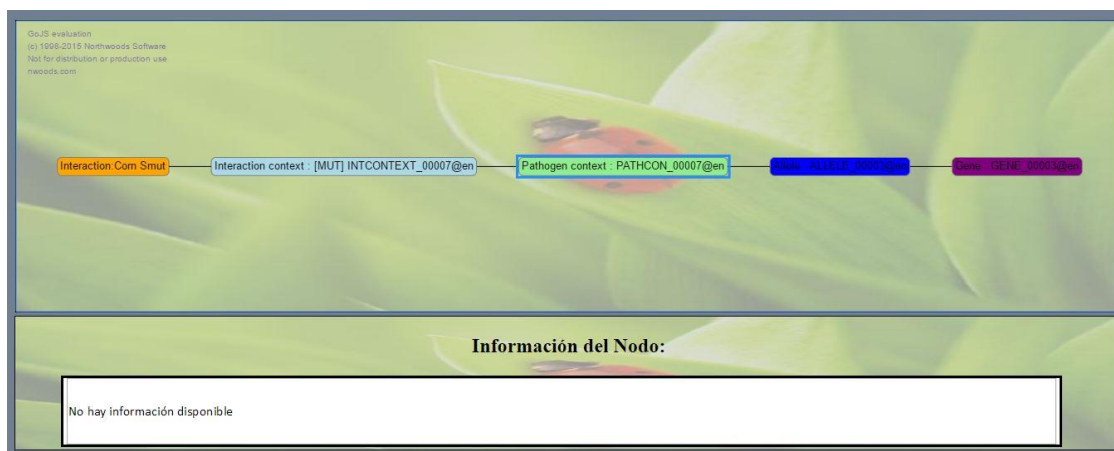 GoJS evaluation
(c) 1998-2015 Northwoods Software
Not for distribution or production use
nwoods.com
Interaction:Corn Smut
Interaction context : [MUT] INTCONTEXT_00007@en
Pathogen context : PATHCON_00007@en
Gene : GENE_00003@en
Información del Nodo:
No hay información disponible